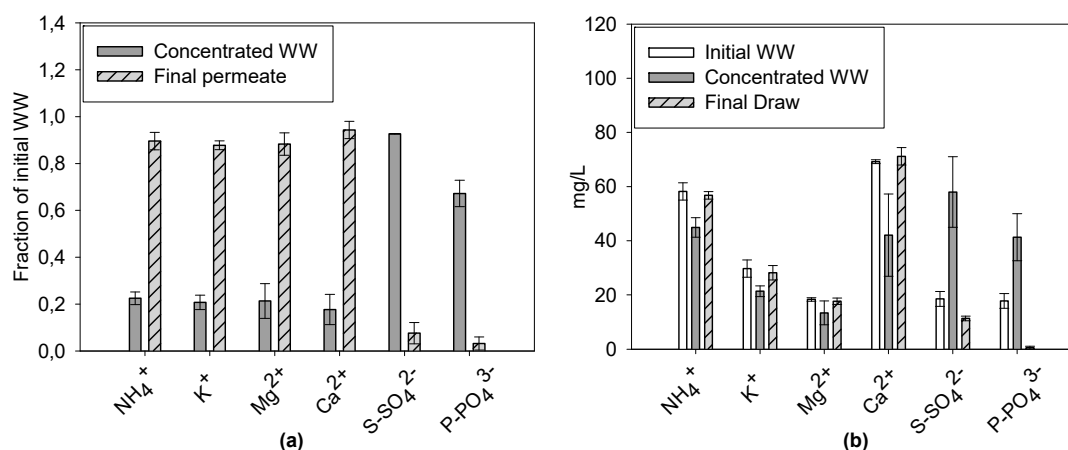 1,4
1,2
1,0
0,8
0,6
0,4
0,2
0,0
Fraction of initial WW
Concentrated WW
Final permeate
NH₄⁺
K⁺
Mg²⁺
Ca²⁺
S-SO₄²⁻
P-PO₄³⁻
(a)
120
100
80
60
40
20
0
mg/L
Initial WW
Concentrated WW
Final Draw
NH₄⁺
K⁺
Mg²⁺
Ca²⁺
S-SO₄²⁻
P-PO₄³⁻
(b)